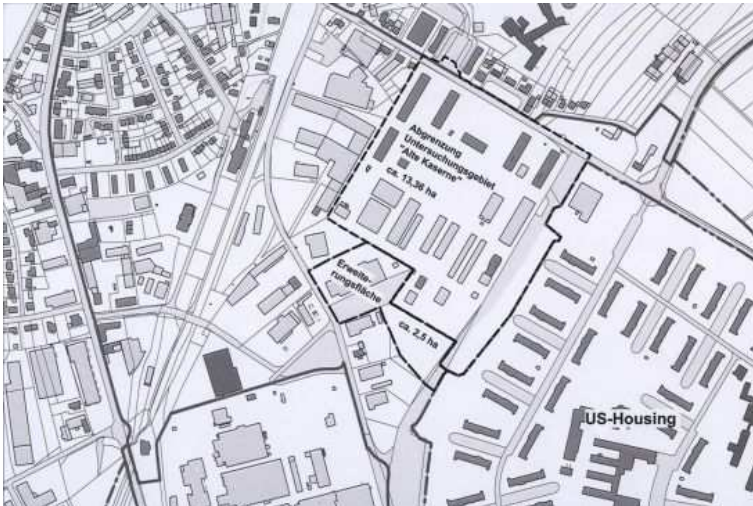 Abgrenzung
Untersuchungsgebiet
"Alte Kaserne"
ca. 13,36 ha
Erweite-
rungsfläche
ca. 2,5 ha
US-Housing